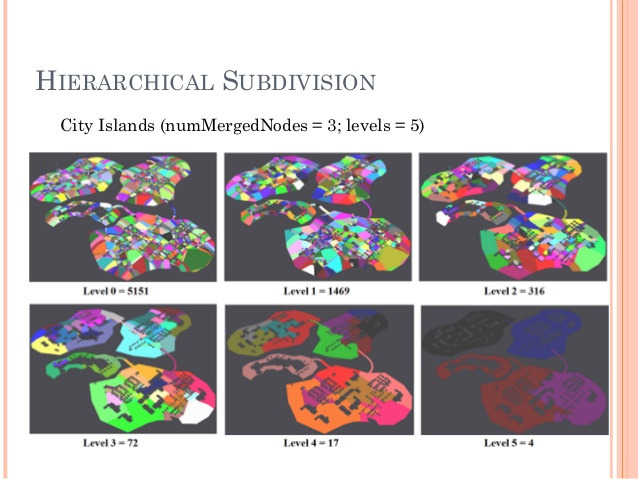 HIERARCHICAL SUBDIVISION
City Islands (numMergedNodes = 3; levels = 5)
Level 0 = 5151
Level 1 = 1469
Level 2 = 316
Level 3 = 72
Level 4 = 17
Level 5 = 4